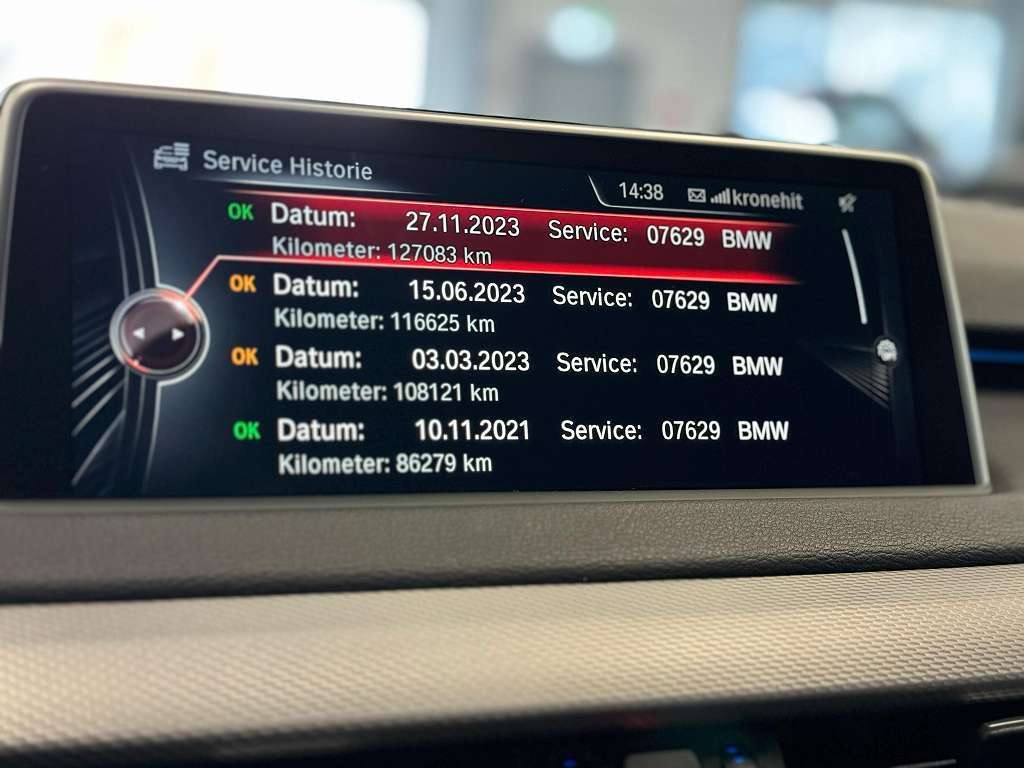 Service Historie
14:38 kronehit
OK Datum: 27.11.2023 Service: 07629 BMW
Kilometer: 127083 km
OK Datum: 15.06.2023 Service: 07629 BMW
Kilometer: 116625 km
OK Datum: 03.03.2023 Service: 07629 BMW
Kilometer: 108121 km
OK Datum: 10.11.2021 Service: 07629 BMW
Kilometer: 86279 km